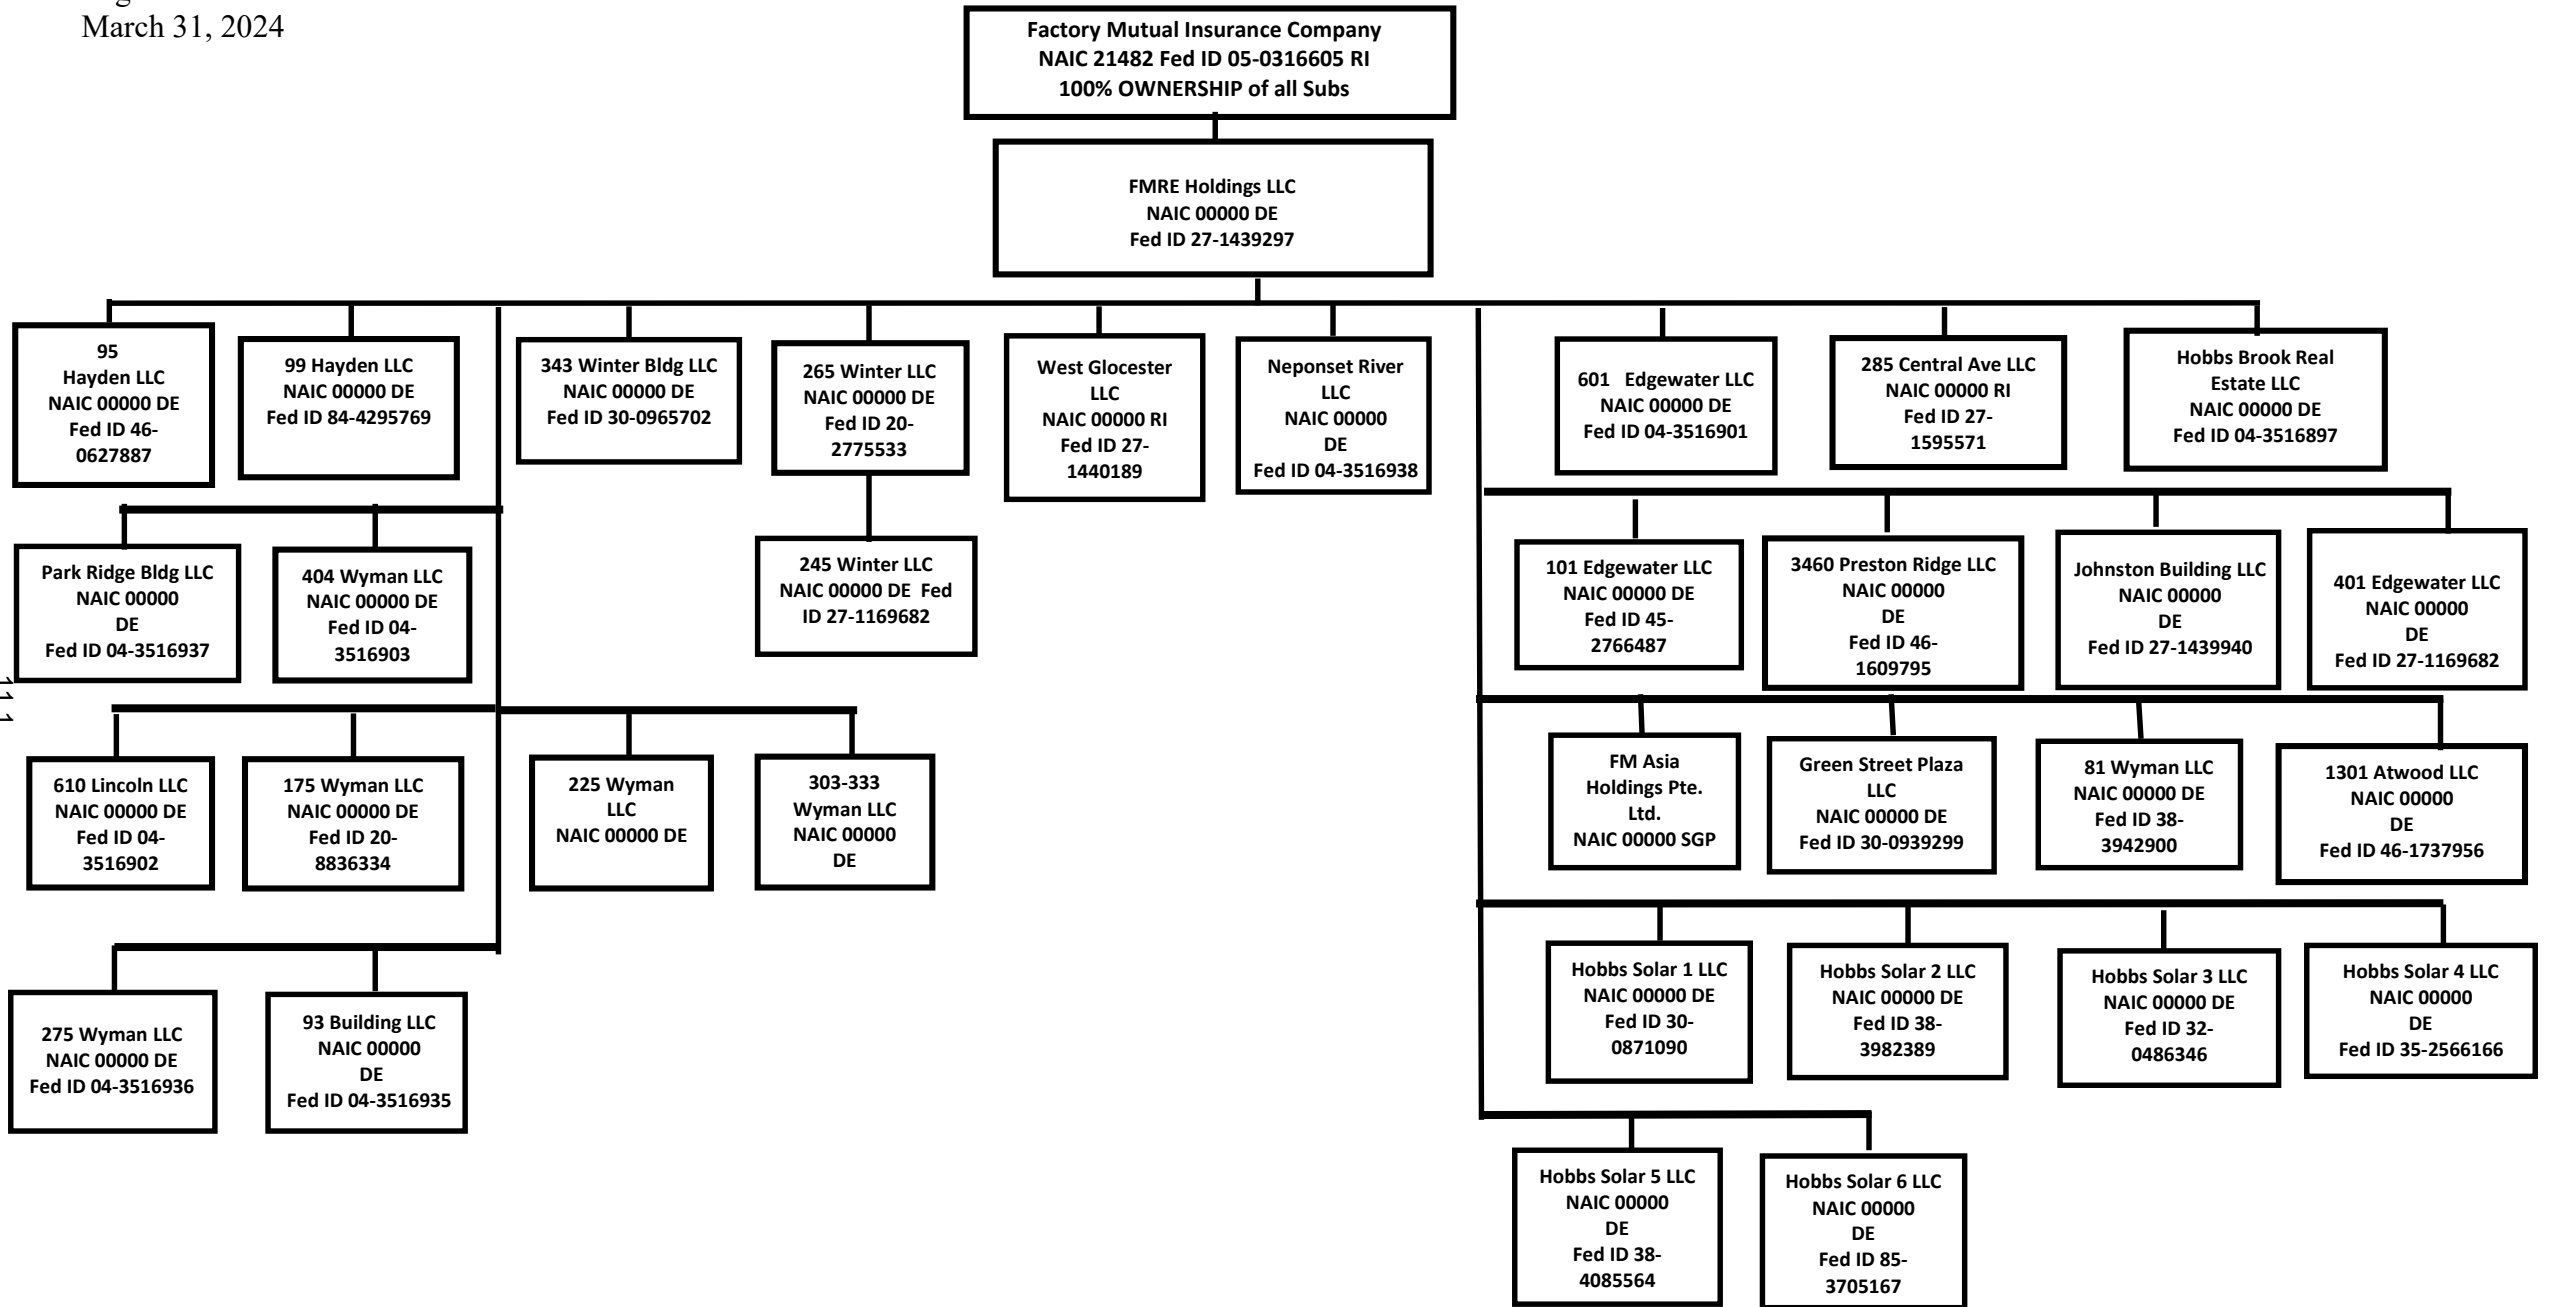 March 31, 2024
Factory Mutual Insurance Company
NAIC 21482 Fed ID 05-0316605 RI
100% OWNERSHIP of all Subs
FMRE Holdings LLC
NAIC 00000 DE
Fed ID 27-1439297
95
Hayden LLC
NAIC 00000 DE
Fed ID 46-
0627887
99 Hayden LLC
NAIC 00000 DE
Fed ID 84-4295769
343 Winter Bldg LLC
NAIC 00000 DE
Fed ID 30-0965702
265 Winter LLC
NAIC 00000 DE
Fed ID 20-
2775533
West Glocester
LLC
NAIC 00000 RI
Fed ID 27-
1440189
Neponset River
LLC
NAIC 00000
DE
Fed ID 04-3516938
601 Edgewater LLC
NAIC 00000 DE
Fed ID 04-3516901
285 Central Ave LLC
NAIC 00000 RI
Fed ID 27-
1595571
Hobbs Brook Real
Estate LLC
NAIC 00000 DE
Fed ID 04-3516897
Park Ridge Bldg LLC
NAIC 00000
DE
Fed ID 04-3516937
404 Wyman LLC
NAIC 00000 DE
Fed ID 04-
3516903
245 Winter LLC
NAIC 00000 DE Fed
ID 27-1169682
101 Edgewater LLC
NAIC 00000 DE
Fed ID 45-
2766487
3460 Preston Ridge LLC
NAIC 00000
DE
Fed ID 46-
1609795
Johnston Building LLC
NAIC 00000
DE
Fed ID 27-1439940
401 Edgewater LLC
NAIC 00000
DE
Fed ID 27-1169682
610 Lincoln LLC
NAIC 00000 DE
Fed ID 04-
3516902
175 Wyman LLC
NAIC 00000 DE
Fed ID 20-
8836334
225 Wyman
LLC
NAIC 00000 DE
303-333
Wyman LLC
NAIC 00000
DE
FM Asia
Holdings Pte.
Ltd.
NAIC 00000 SGP
Green Street Plaza
LLC
NAIC 00000 DE
Fed ID 30-0939299
81 Wyman LLC
NAIC 00000 DE
Fed ID 38-
3942900
1301 Atwood LLC
NAIC 00000
DE
Fed ID 46-1737956
275 Wyman LLC
NAIC 00000 DE
Fed ID 04-3516936
93 Building LLC
NAIC 00000
DE
Fed ID 04-3516935
Hobbs Solar 1 LLC
NAIC 00000 DE
Fed ID 30-
0871090
Hobbs Solar 2 LLC
NAIC 00000 DE
Fed ID 38-
3982389
Hobbs Solar 3 LLC
NAIC 00000 DE
Fed ID 32-
0486346
Hobbs Solar 4 LLC
NAIC 00000
DE
Fed ID 35-2566166
Hobbs Solar 5 LLC
NAIC 00000
DE
Fed ID 38-
4085564
Hobbs Solar 6 LLC
NAIC 00000
DE
Fed ID 85-
3705167